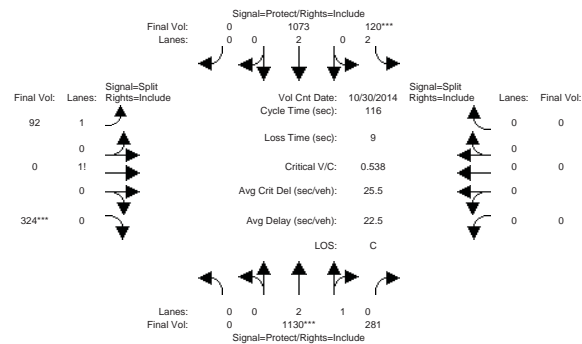 Signal=Protect/Rights=Include
Final Vol: 0 1073 120***
Lanes: 0 0 2 0 2
Signal=Split
Final Vol: Lanes: Rights=Include
Vol Cnt Date: 10/30/2014
Signal=Split
Rights=Include Lanes: Final Vol:
Cycle Time (sec): 116
92 1 0 0
Loss Time (sec): 9
0 0
0 1! Critical V/C: 0.538 0 0
0 Avg Crit Del (sec/veh): 25.5 0
324*** 0 Avg Delay (sec/veh): 22.5 0 0
LOS: C
Lanes: 0 0 2 1 0
Final Vol: 0 1130*** 281
Signal=Protect/Rights=Include